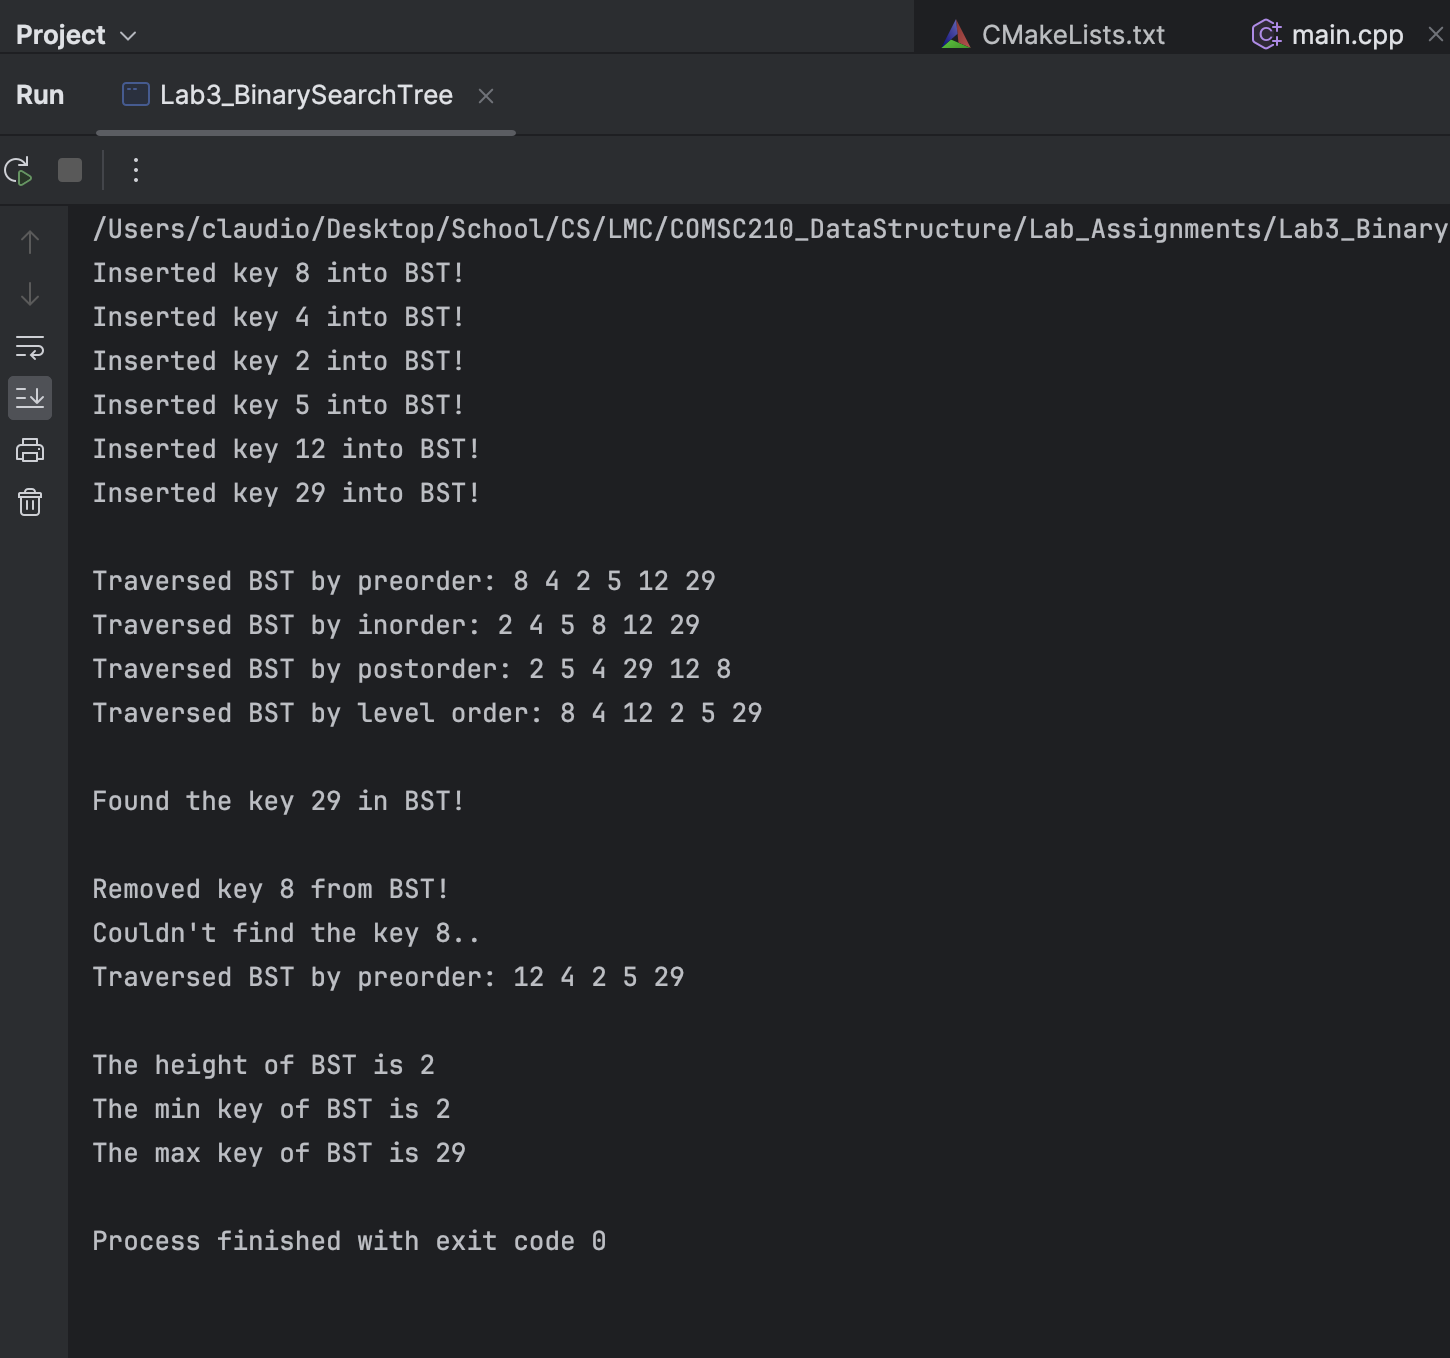 Project
CMakeLists.txt
main.cpp
Run
Lab3_BinarySearchTree
/Users/claudio/Desktop/School/CS/LMC/COMSC210_DataStructure/Lab_Assignments/Lab3_Binary
Inserted key 8 into BST!
Inserted key 4 into BST!
Inserted key 2 into BST!
Inserted key 5 into BST!
Inserted key 12 into BST!
Inserted key 29 into BST!
Traversed BST by preorder: 8 4 2 5 12 29
Traversed BST by inorder: 2 4 5 8 12 29
Traversed BST by postorder: 2 5 4 29 12 8
Traversed BST by level order: 8 4 12 2 5 29
Found the key 29 in BST!
Removed key 8 from BST!
Couldn't find the key 8..
Traversed BST by preorder: 12 4 2 5 29
The height of BST is 2
The min key of BST is 2
The max key of BST is 29
Process finished with exit code 0